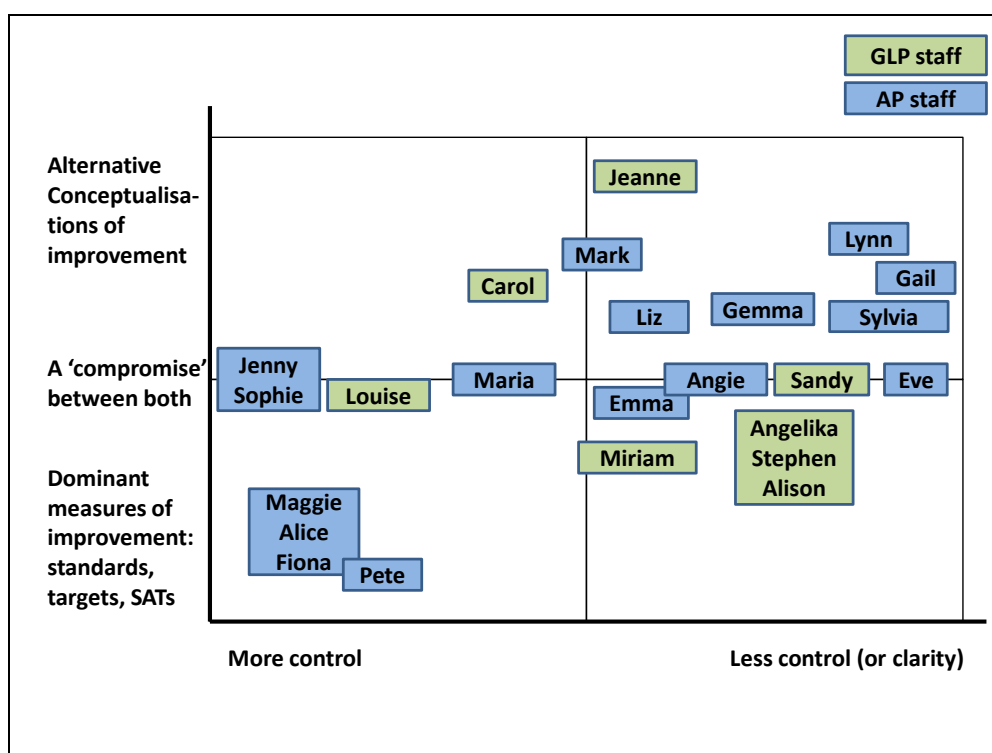 GLP staff
AP staff
Alternative
Conceptualisa-
tions of
improvement
Jeanne
Mark
Lynn
Gail
Carol
Liz
Gemma
Sylvia
A ‘compromise’
between both
Jenny
Sophie
Louise
Maria
Emma
Angie
Sandy
Eve
Miriam
Angelika
Stephen
Alison
Dominant
measures of
improvement:
standards,
targets, SATs
Maggie
Alice
Fiona
Pete
More control
Less control (or clarity)